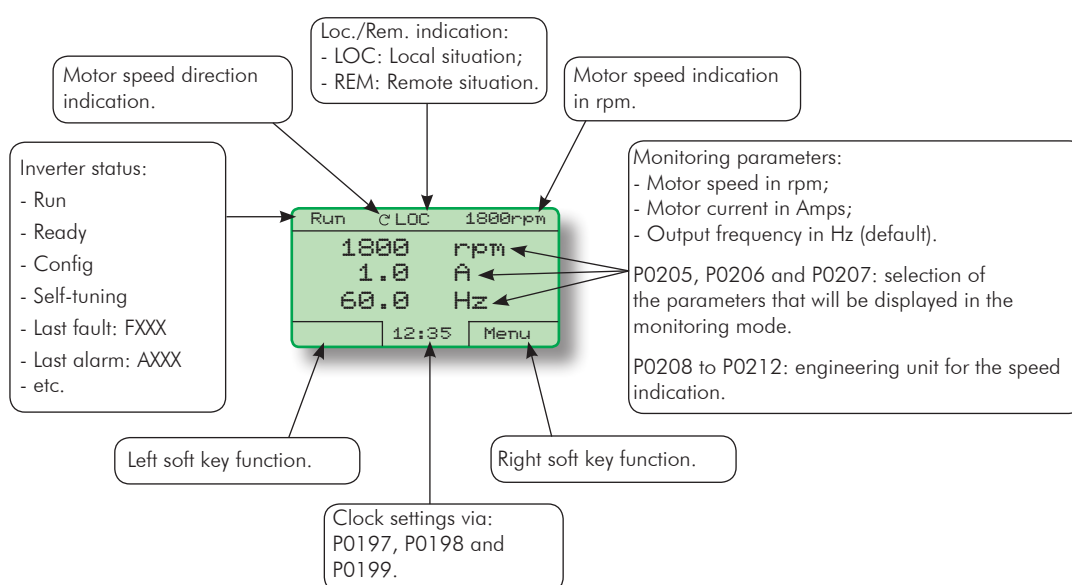 Loc./Rem. indication:
- LOC: Local situation;
- REM: Remote situation.
Motor speed direction
indication.
Motor speed indication
in rpm.
Inverter status:
- Run
- Ready
- Config
- Self-tuning
- Last fault: FXXX
- Last alarm: AXXX
- etc.
Run LOC 1800rpm
1800 rpm
1.0 A
60.0 Hz
12:35 Menu
Monitoring parameters:
- Motor speed in rpm;
- Motor current in Amps;
- Output frequency in Hz (default).
P0205, P0206 and P0207: selection of
the parameters that will be displayed in the
monitoring mode.
P0208 to P0212: engineering unit for the speed
indication.
Left soft key function.
Right soft key function.
Clock settings via:
P0197, P0198 and
P0199.